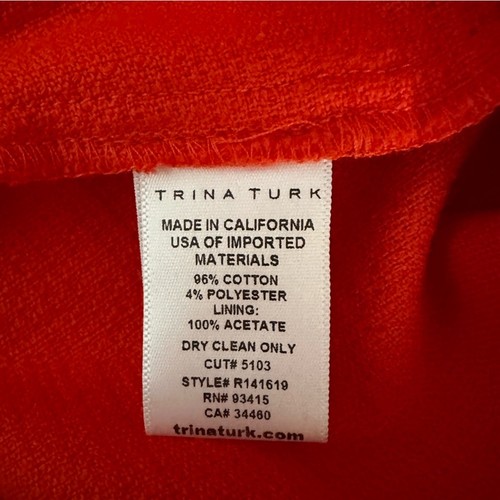 TRINA TURK
MADE IN CALIFORNIA
USA OF IMPORTED
MATERIALS
96% COTTON
4% POLYESTER
LINING:
100% ACETATE
DRY CLEAN ONLY
CUT# 5103
STYLE# R141619
RN# 93415
CA# 34460
trinaturk.com